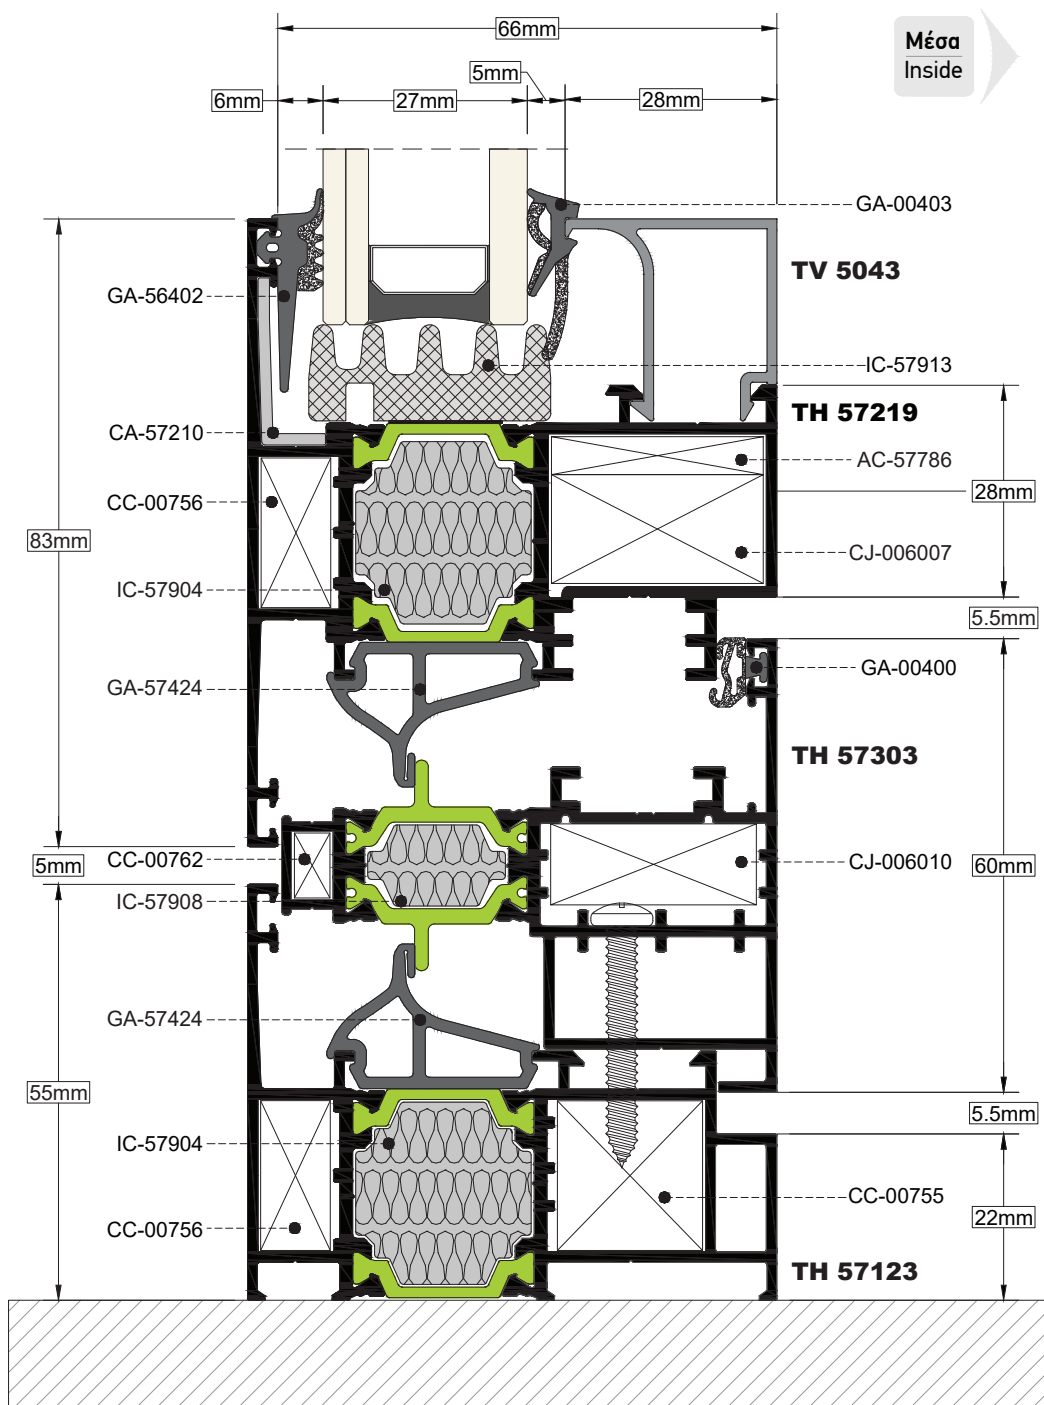 66mm
Μέσα
Inside
5mm
6mm
27mm
28mm
GA-00403
TV 5043
GA-56402
IC-57913
TH 57219
CA-57210
AC-57786
CC-00756
28mm
83mm
CJ-006007
IC-57904
5.5mm
GA-00400
GA-57424
TH 57303
CC-00762
CJ-006010
5mm
60mm
IC-57908
GA-57424
55mm
5.5mm
IC-57904
CC-00755
22mm
CC-00756
TH 57123